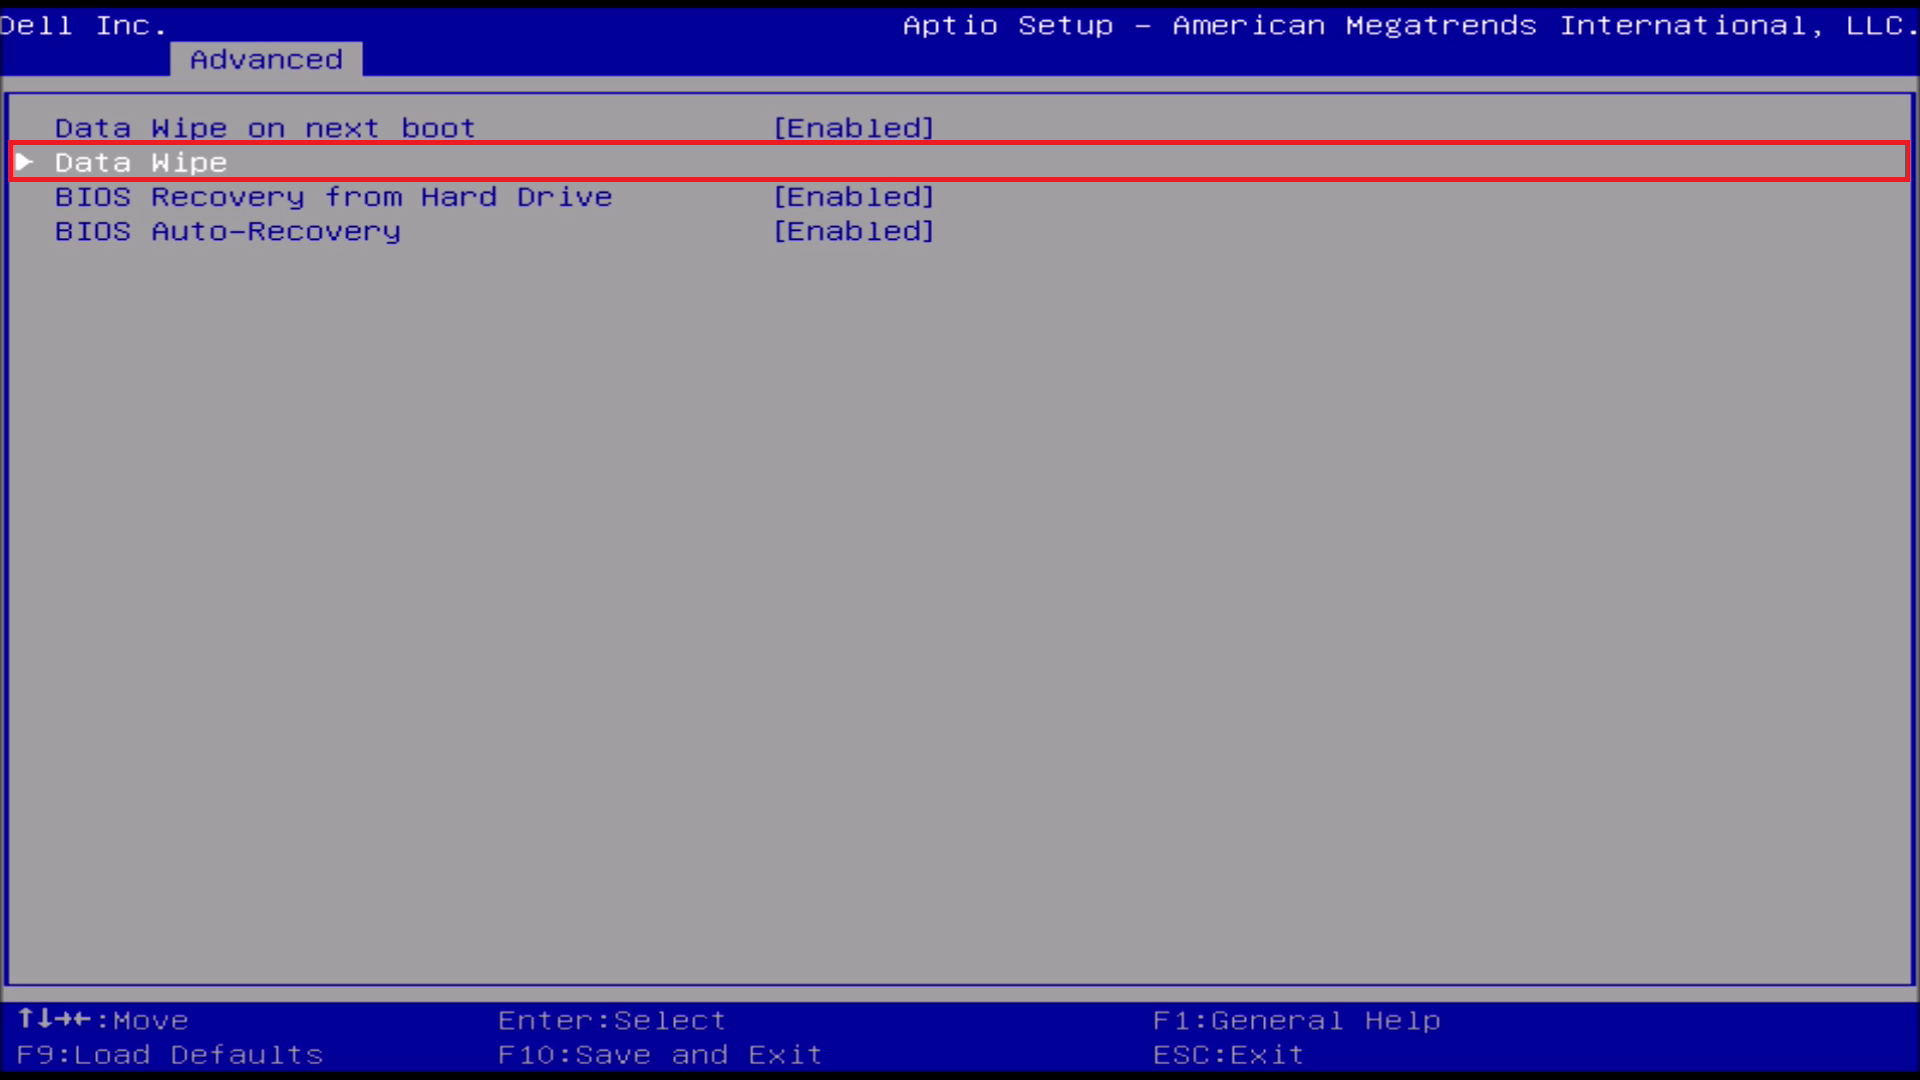 Dell Inc. Aptio Setup – American Megatrends International, LLC.
Advanced
Data Wipe on next boot [Enabled]
▶ Data Wipe
BIOS Recovery from Hard Drive [Enabled]
BIOS Auto-Recovery [Enabled]
↑↓→←:Move Enter:Select F1:General Help
F9:Load Defaults F10:Save and Exit ESC:Exit